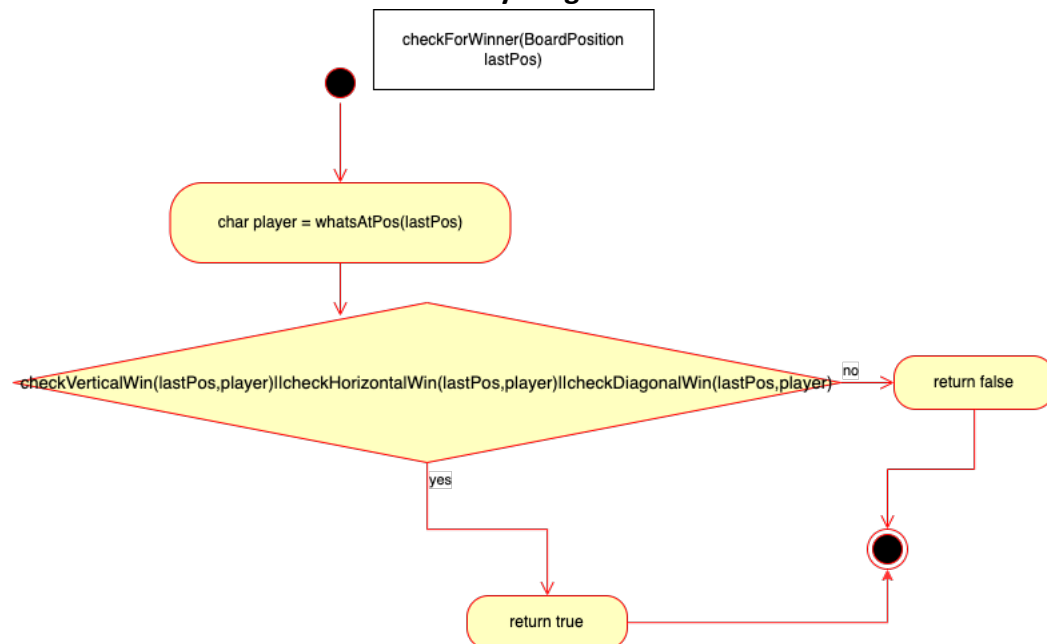 checkForWinner(BoardPosition
lastPos)
char player = whatsAtPos(lastPos)
checkVerticalWin(lastPos,player)||checkHorizontalWin(lastPos,player)||checkDiagonalWin(lastPos,player)
no
return false
yes
return true